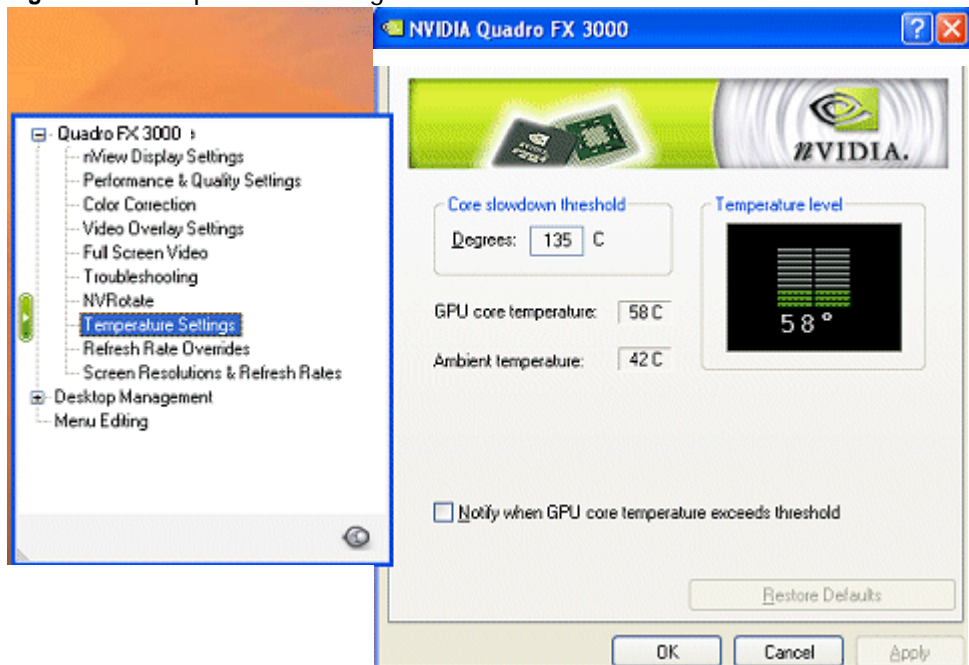 NVIDIA Quadro FX 3000
Quadro FX 3000
nView Display Settings
Performance & Quality Settings
Color Correction
Video Overlay Settings
Full Screen Video
Troubleshooting
NVRotate
Temperature Settings
Refresh Rate Overrides
Screen Resolutions & Refresh Rates
Desktop Management
Menu Editing
NVIDIA
nVIDIA.
Core slowdown threshold
Degrees: 135 C
GPU core temperature: 58 C
Ambient temperature: 42 C
Temperature level
58°
Notify when GPU core temperature exceeds threshold
Restore Defaults
OK
Cancel
Apply